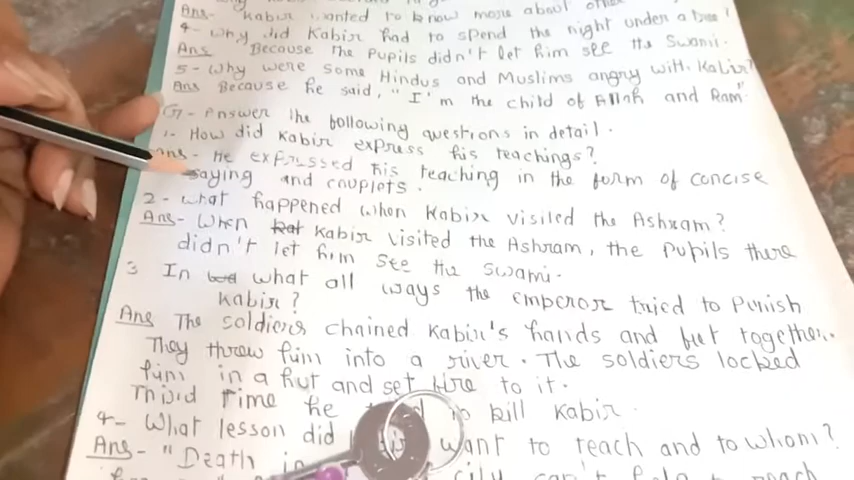 Ans- Kabir wanted to know more about other
4- why did Kabir had to spend the night under a tree?
Ans Because the Pupils didn't let him see the Swami.
5- Why were some Hindus and Muslims angry with Kabir?
Ans Because he said, "I'm the child of Allah and Ram"
G- Answer the following questions in detail.
1- How did Kabir express his teachings?
Ans- He expressed his teaching in the form of concise
saying and couplets.
2- what happened when Kabir visited the Ashram?
Ans- When Kabir visited the Ashram, the Pupils there
didn't let him see the Swami.
3 In what all ways the emperor tried to Punish
Kabir?
Ans The soldiers chained Kabir's hands and feet together.
They threw him into a river. The soldiers locked
him in a hut and set fire to it.
Third time he to kill Kabir.
4- What lesson did want to teach and to whom?
Ans- "Death
city can't help to reach